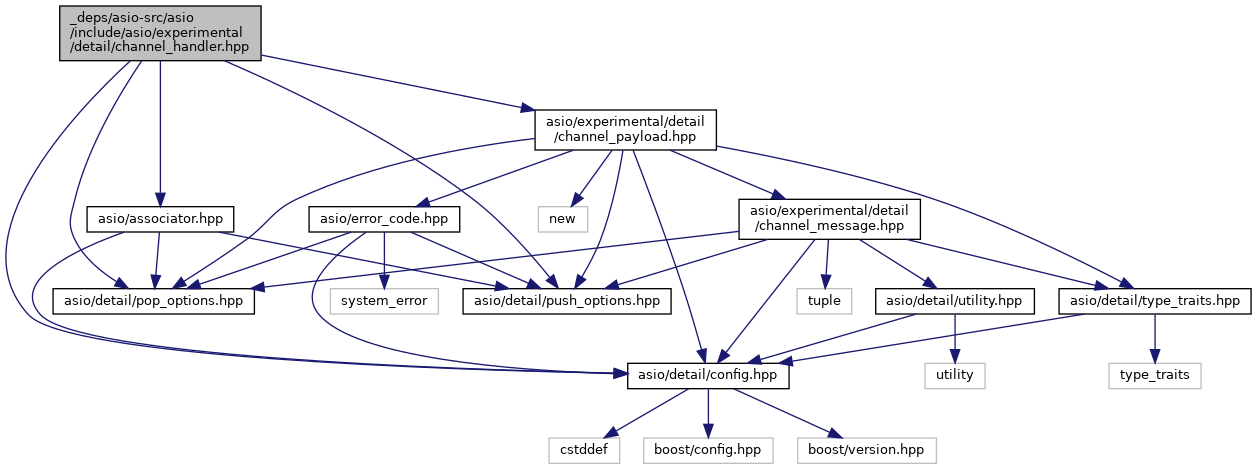 _deps/asio-src/asio
/include/asio/experimental
/detail/channel_handler.hpp
asio/experimental/detail
/channel_payload.hpp
asio/associator.hpp
asio/error_code.hpp
new
asio/experimental/detail
/channel_message.hpp
asio/detail/pop_options.hpp
system_error
asio/detail/push_options.hpp
tuple
asio/detail/utility.hpp
asio/detail/type_traits.hpp
asio/detail/config.hpp
utility
type_traits
cstddef
boost/config.hpp
boost/version.hpp